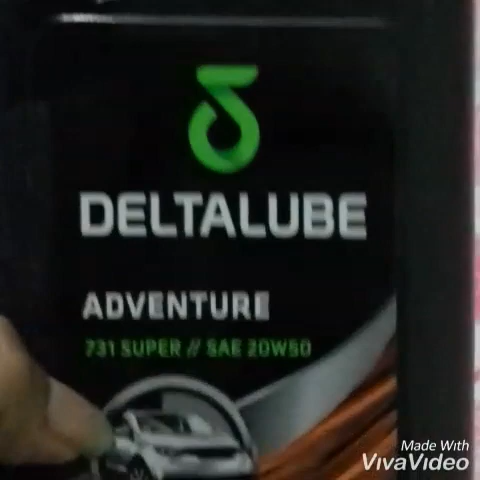 DELTALUBE
ADVENTURE
731 SUPER // SAE 20W50
Made With
VivaVideo